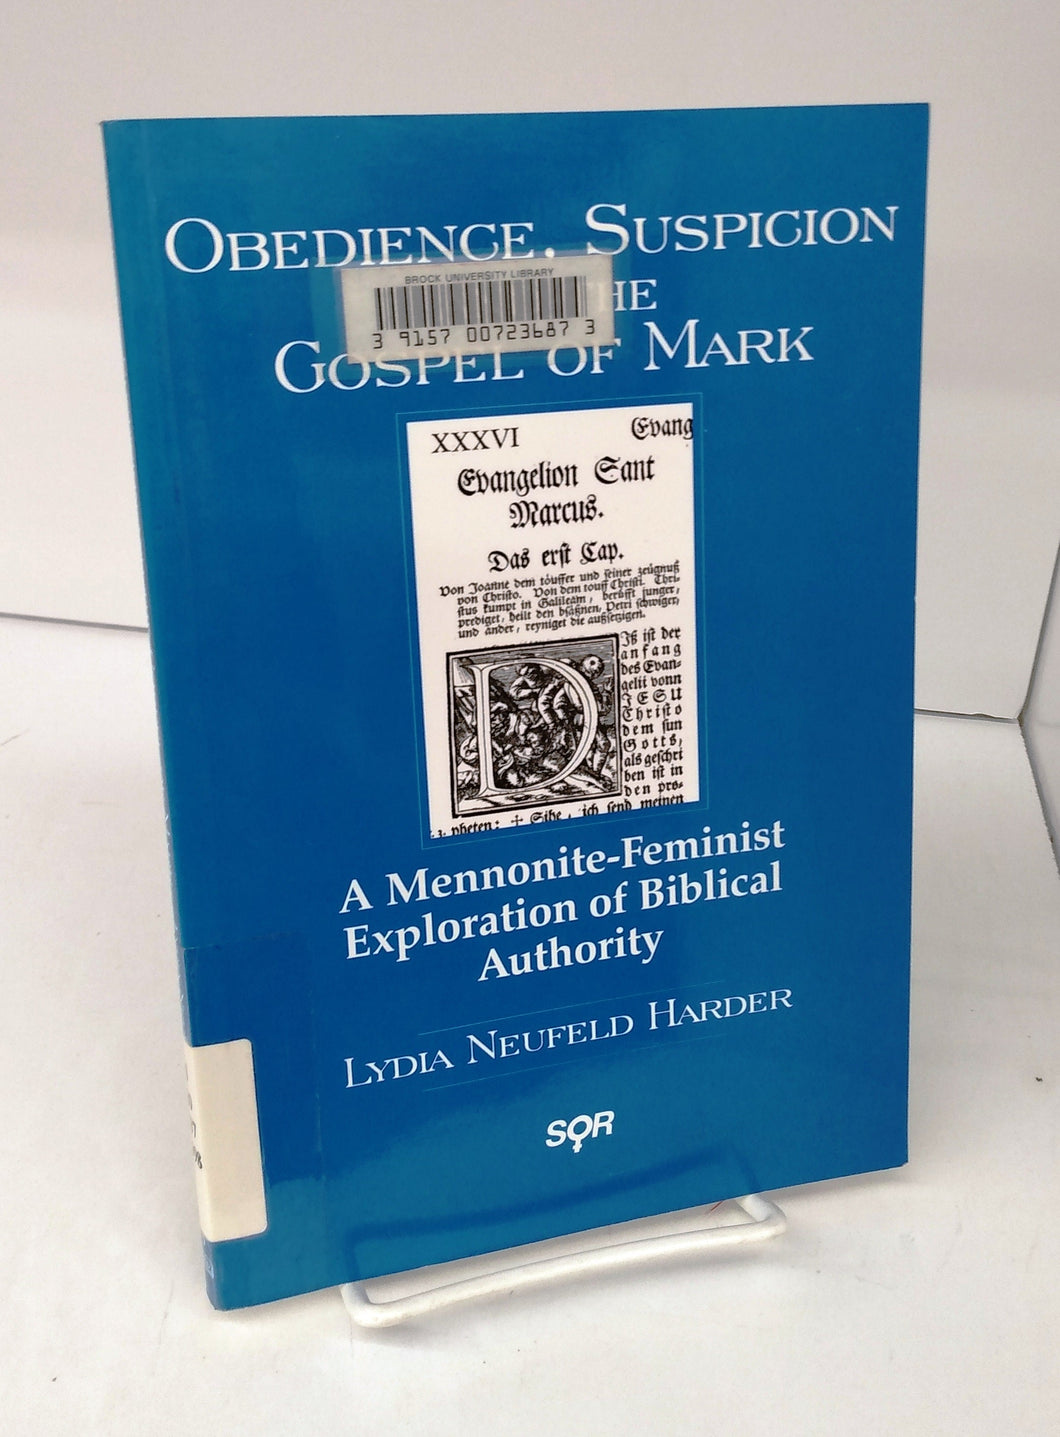 OBEDIENCE, SUSPICION
BROCK UNIVERSITY LIBRARY
3 9157 00723687 3
HE
GOSPEL OF MARK
XXXVI Evang
Evangelion Sant
Marcus.
Das erſt Cap.
Von Joanne dem töuffer und ſeiner zeügnuß
von Chriſto. Von dem touff Chriſti. Chri-
ſtus kumpt in Galileam, berüfft junger,
prediget, heilt den bſäßnen, Petri ſchwiger,
und ander, reyniget die außſetzigen.
D
Iß iſt der
anfang
des Evan-
gelii vonn
JESU
Chriſto
dem ſun
Gotts,
als geſchri
ben iſt in
den pro-
pheten: + Sihe, ich ſend meinen
A Mennonite-Feminist
Exploration of Biblical
Authority
LYDIA NEUFELD HARDER
SOR